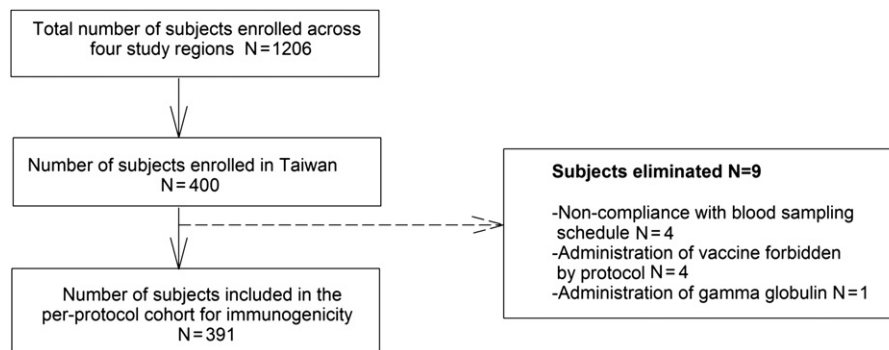 Total number of subjects enrolled across
four study regions N=1206
Number of subjects enrolled in Taiwan
N=400
Subjects eliminated N=9
-Non-compliance with blood sampling
schedule N=4
-Administration of vaccine forbidden
by protocol N=4
-Administration of gamma globulin N=1
Number of subjects included in the
per-protocol cohort for immunogenicity
N=391